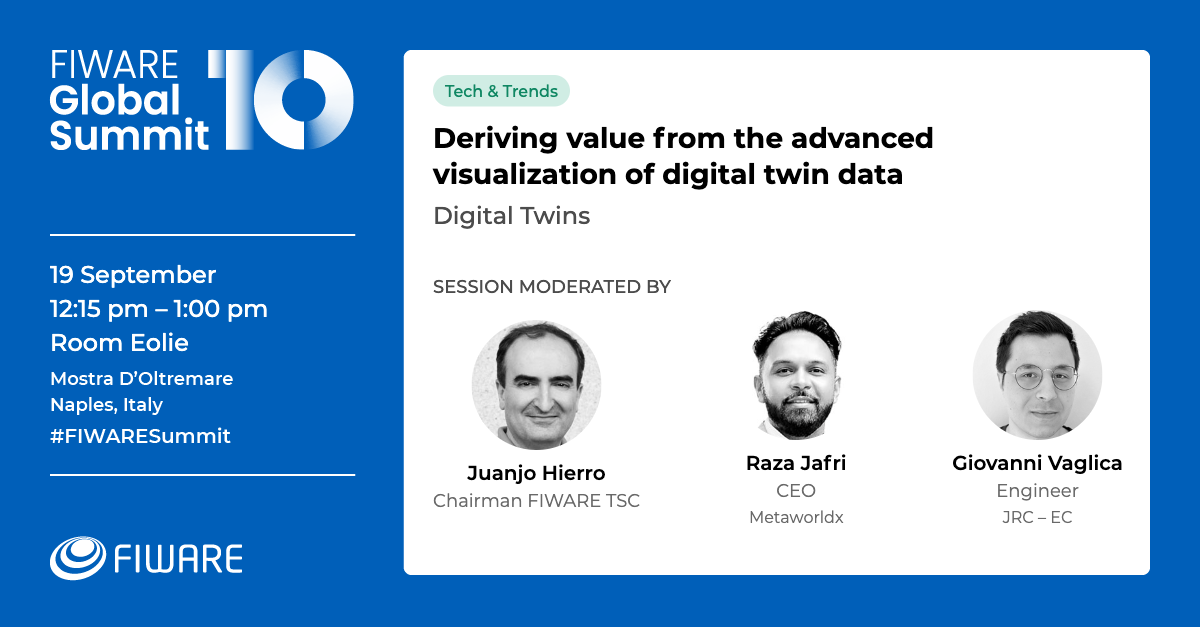 FIWARE
Global
Summit
10
19 September
12:15 pm – 1:00 pm
Room Eolie
Mostra D’Oltremare
Naples, Italy
#FIWARESummit
FIWARE
Tech & Trends
Deriving value from the advanced
visualization of digital twin data
Digital Twins
SESSION MODERATED BY
Juanjo Hierro
Chairman FIWARE TSC
Raza Jafri
CEO
Metaworldx
Giovanni Vaglica
Engineer
JRC – EC